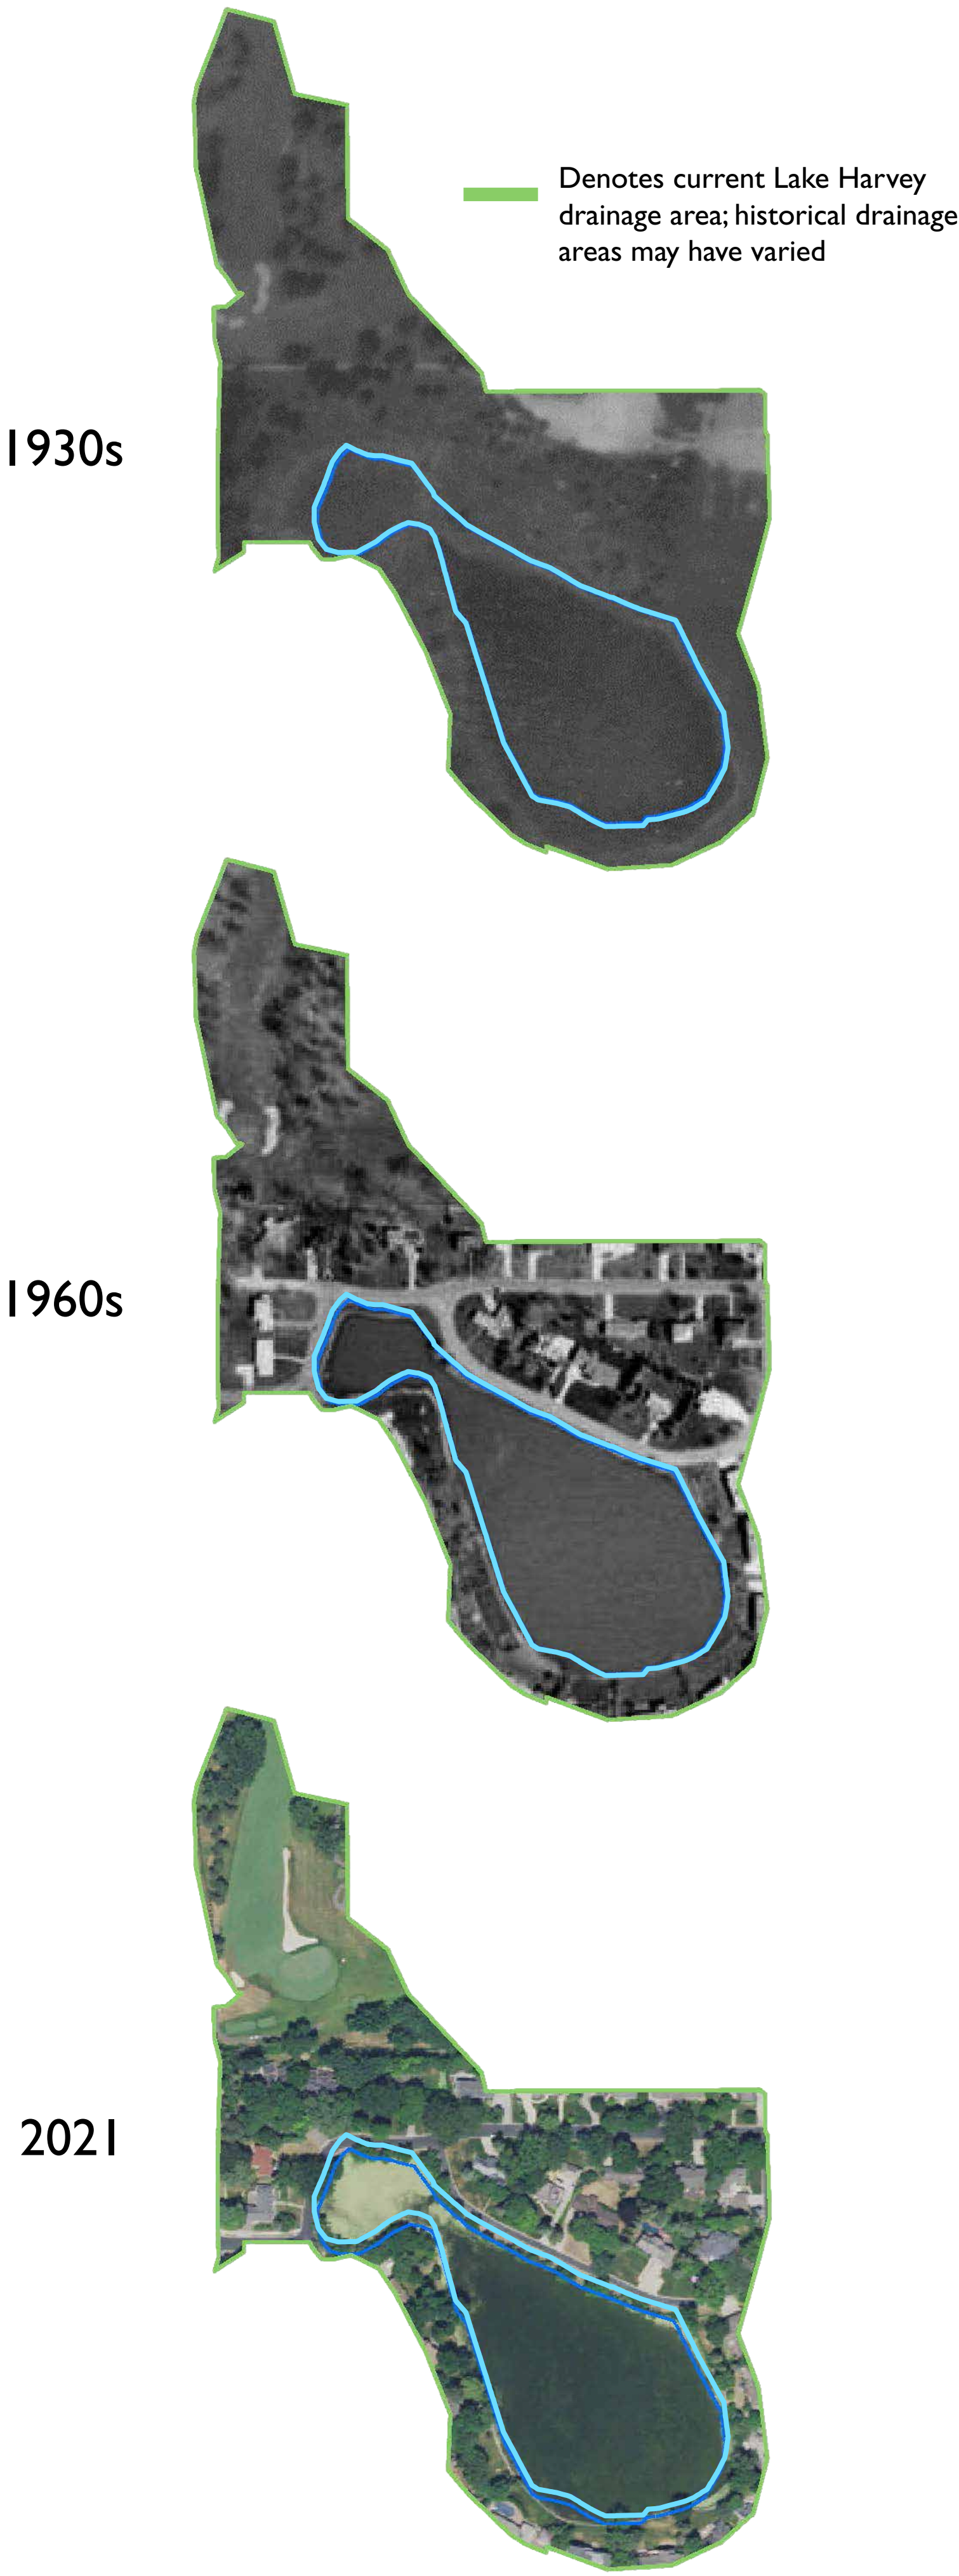 Denotes current Lake Harvey
drainage area; historical drainage
areas may have varied
1930s
1960s
2021